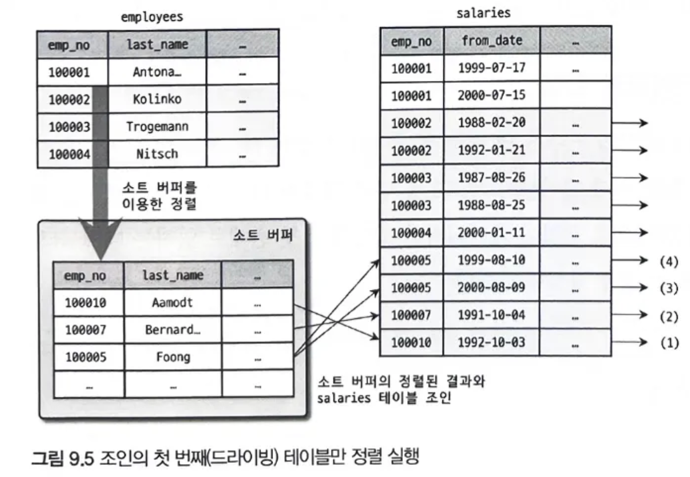 employees
emp_no last_name …
100001 Antona… …
100002 Kolinko …
100003 Trogemann …
100004 Nitsch …
소트 버퍼를
이용한 정렬
소트 버퍼
emp_no last_name …
100010 Aamodt …
100007 Bernard… …
100005 Foong …
… … …
salaries
emp_no from_date …
100001 1999-07-17 …
100001 2000-07-15
100002 1988-02-20 …
100002 1992-01-21 …
100003 1987-08-26 …
100003 1988-08-25 …
100004 2000-01-11 …
100005 1999-08-10 … (4)
100005 2000-08-09 … (3)
100007 1991-10-04 … (2)
100010 1992-10-03 … (1)
소트 버퍼의 정렬된 결과와
salaries 테이블 조인
그림 9.5 조인의 첫 번째(드라이빙) 테이블만 정렬 실행